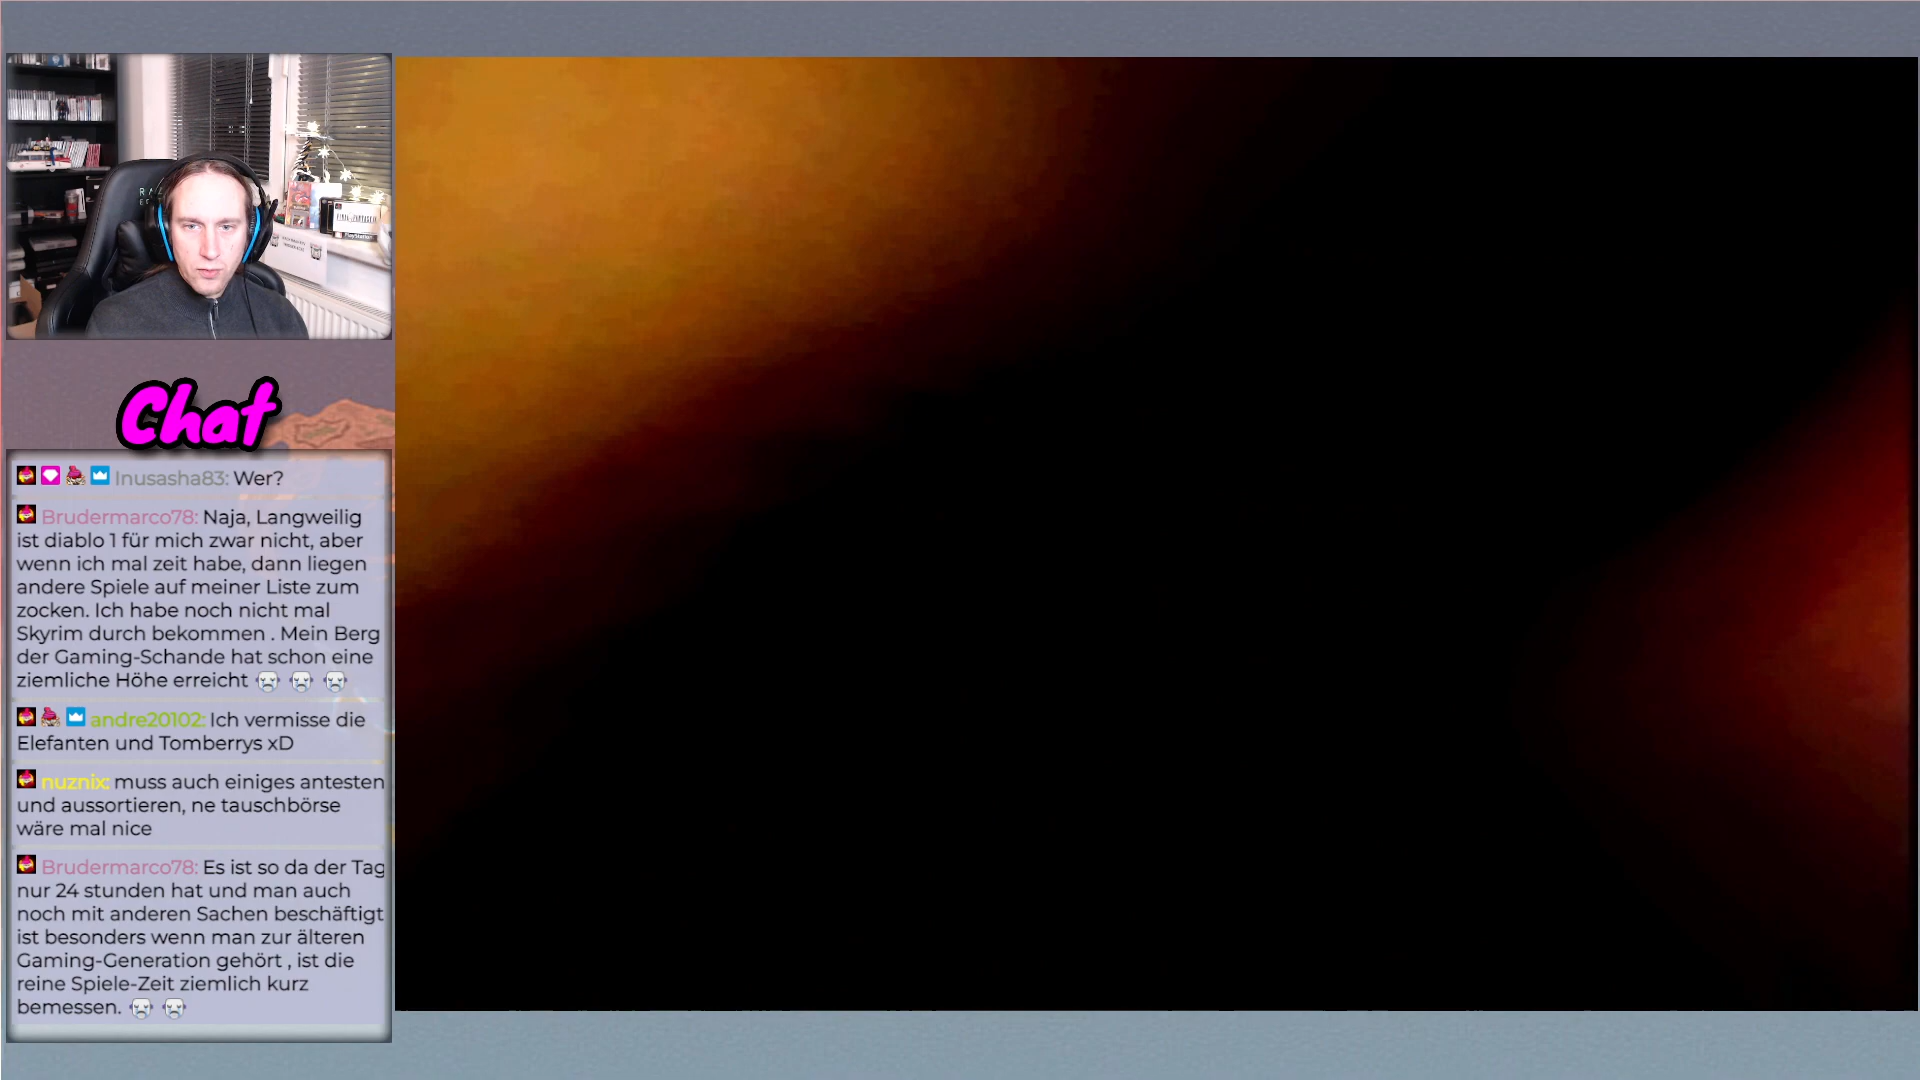 Chat
Inusasha83: Wer?
Brudermarco78: Naja, Langweilig
ist diablo 1 für mich zwar nicht, aber
wenn ich mal zeit habe, dann liegen
andere Spiele auf meiner Liste zum
zocken. Ich habe noch nicht mal
Skyrim durch bekommen . Mein Berg
der Gaming-Schande hat schon eine
ziemliche Höhe erreicht
andre20102: Ich vermisse die
Elefanten und Tomberrys xD
nuznix: muss auch einiges antesten
und aussortieren, ne tauschbörse
wäre mal nice
Brudermarco78: Es ist so da der Tag
nur 24 stunden hat und man auch
noch mit anderen Sachen beschäftigt
ist besonders wenn man zur älteren
Gaming-Generation gehört , ist die
reine Spiele-Zeit ziemlich kurz
bemessen.